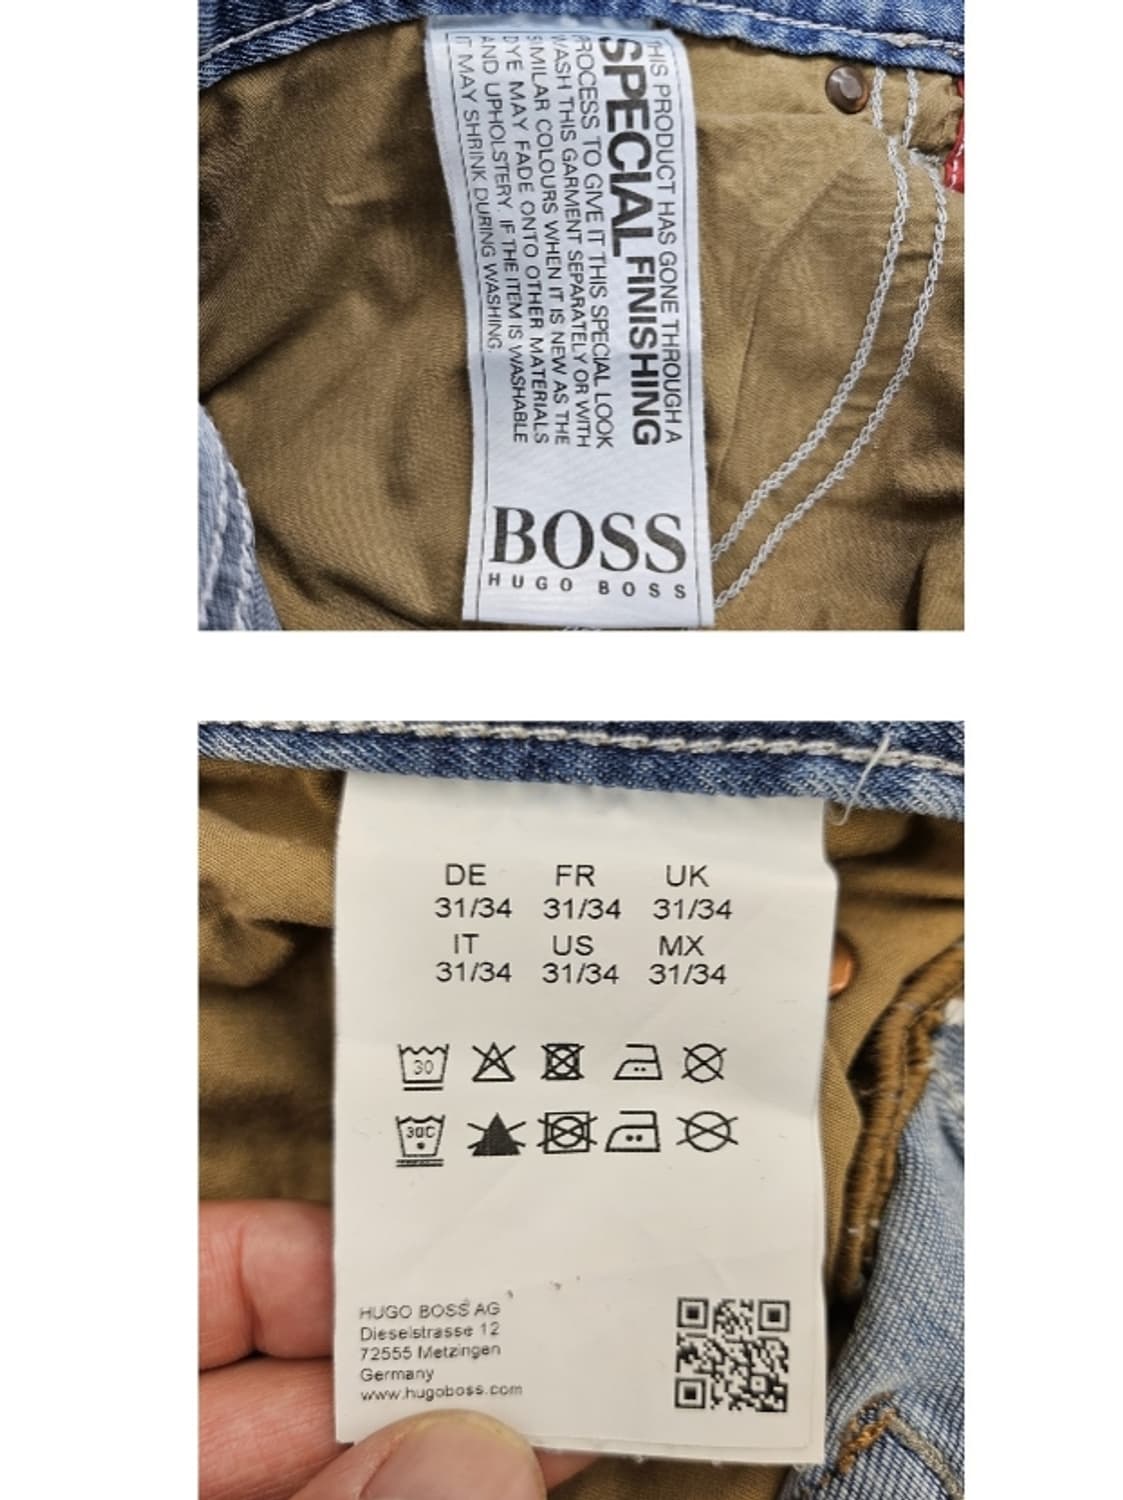 THIS PRODUCT HAS GONE THROUGH A
SPECIAL FINISHING
PROCESS TO GIVE IT THIS SPECIAL LOOK
WASH THIS GARMENT SEPARATELY OR WITH
SIMILAR COLOURS WHEN IT IS NEW AS THE
DYE MAY FADE ONTO OTHER MATERIALS
AND UPHOLSTERY. IF THE ITEM IS WASHABLE
IT MAY SHRINK DURING WASHING.
BOSS
HUGO BOSS
DE FR UK
31/34 31/34 31/34
IT US MX
31/34 31/34 31/34
30
30C
HUGO BOSS AG
Dieselstrasse 12
72555 Metzingen
Germany
www.hugoboss.com